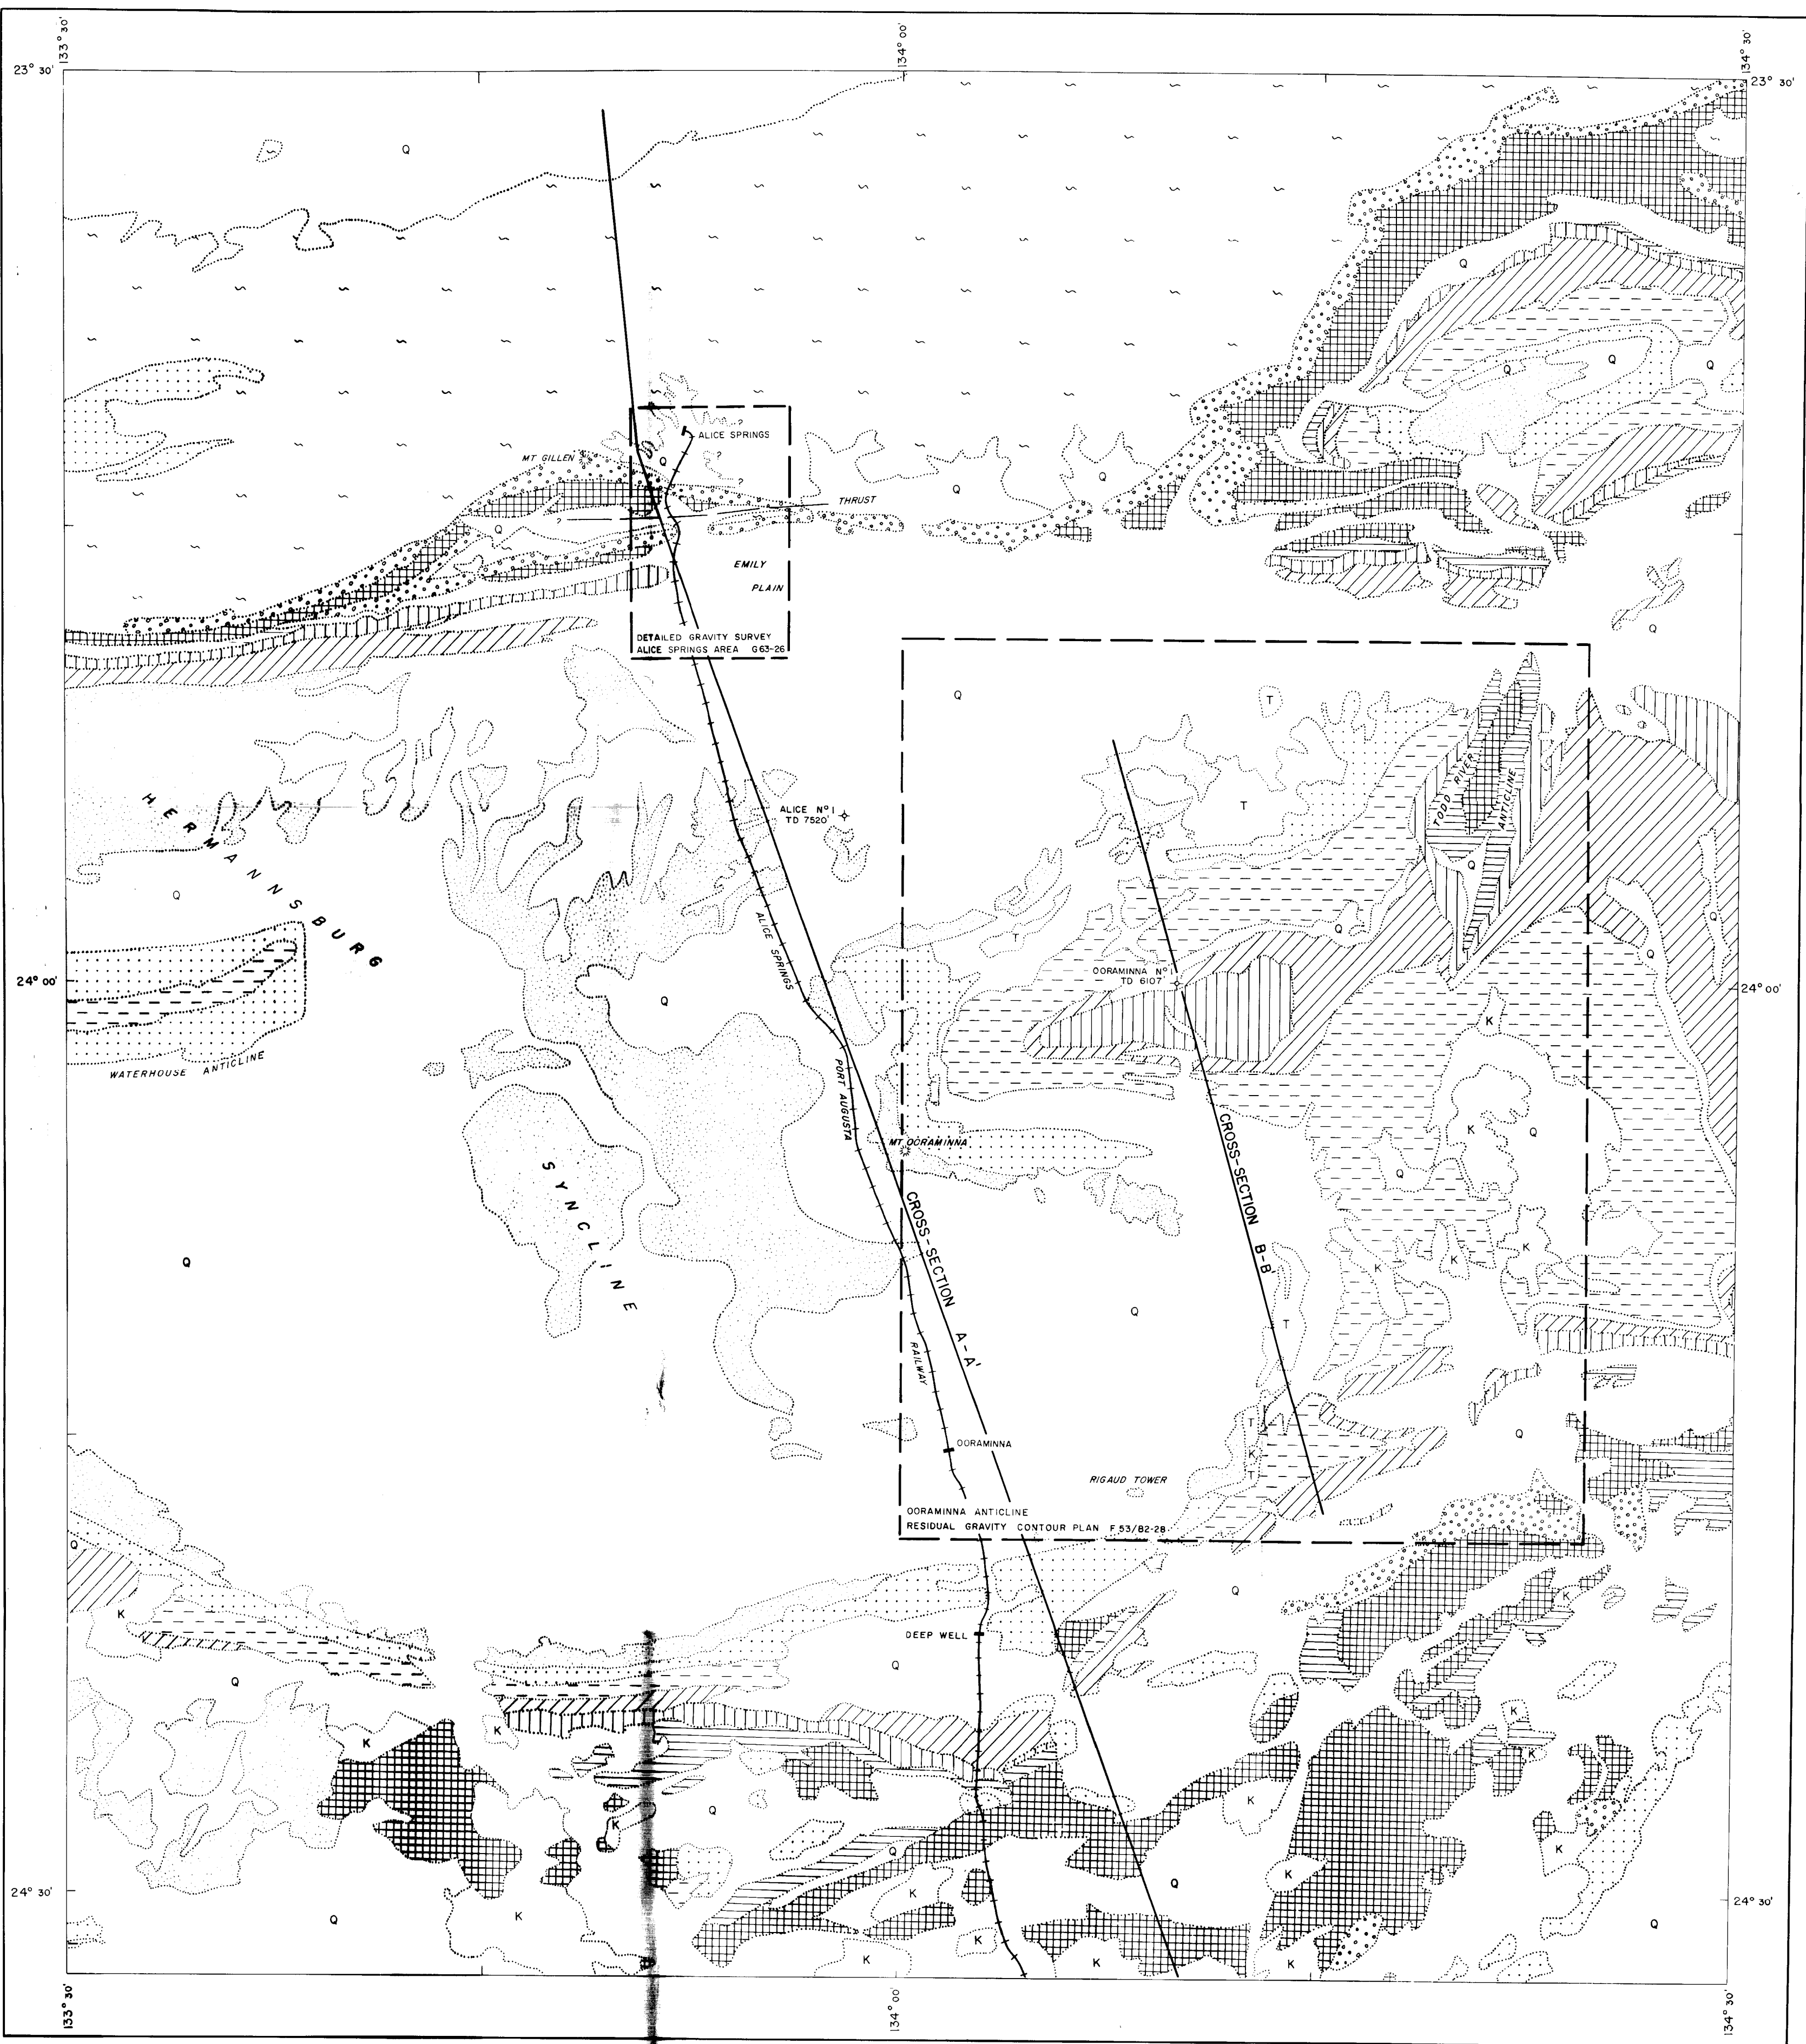 133° 30'
134° 00'
134° 30'
23° 30'
23° 30'
Q
Q
Q
Q
Q
Q
ALICE SPRINGS
MT GILLEN
?
Q
?
?
Q
Q
THRUST
?
Q
EMILY
PLAIN
DETAILED GRAVITY SURVEY
ALICE SPRINGS AREA G63-26
Q
Q
T
HERMANNSBURG
SYNCLINE
ALICE Nº 1
TD 7520'
T
TODD RIVER
ANTICLINE
Q
Q
ALICE SPRINGS
T
Q
Q
Q
OORAMINNA Nº 1
TD 6107'
24° 00'
24° 00'
Q
K
WATERHOUSE ANTICLINE
PORT AUGUSTA
MT OORAMINNA
K
Q
Q
CROSS-SECTION A-A'
CROSS-SECTION B-B'
Q
K
K
K
Q
T
RAILWAY
OORAMINNA
T
K
T
Q
RIGAUD TOWER
OORAMINNA ANTICLINE
RESIDUAL GRAVITY CONTOUR PLAN F 53/B2-28
Q
K
Q
K
DEEP WELL
Q
Q
K
K
K
K
K
Q
K
K
Q
K
K
K
Q
24° 30'
24° 30'
Q
K
Q
K
K
K
K
133° 30'
134° 00'
134° 30'